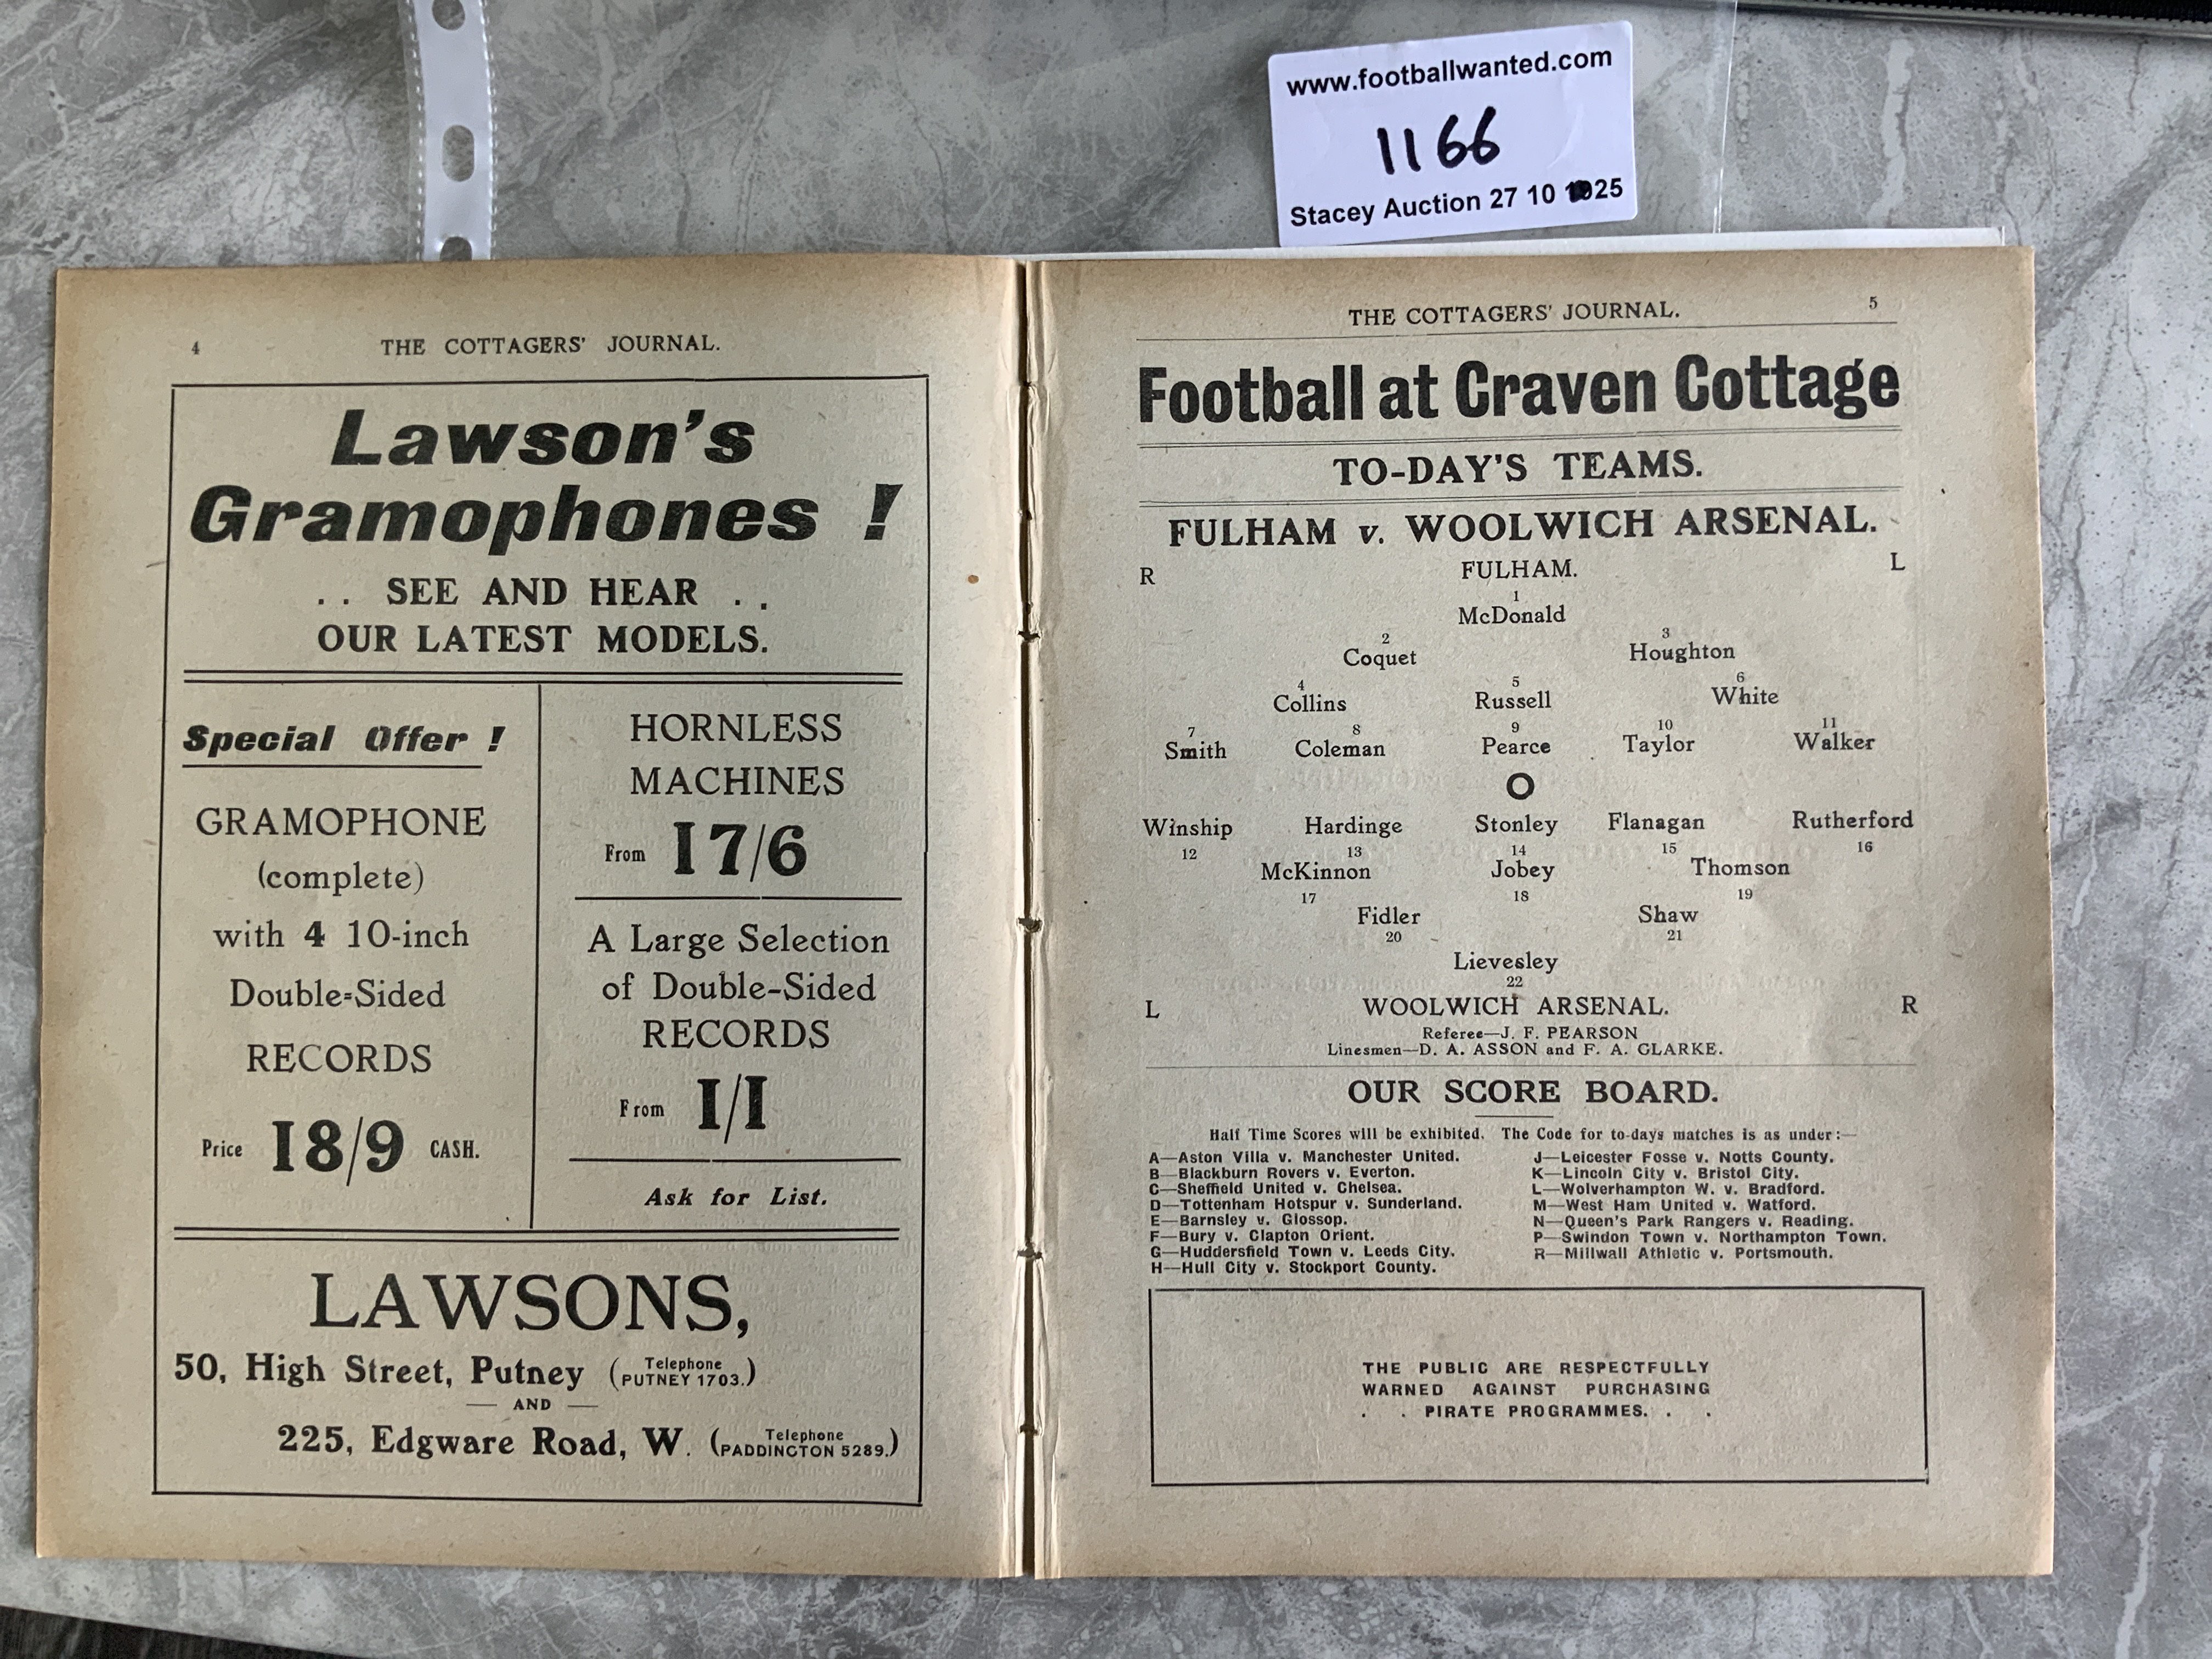 www.footballwanted.com
1166
Stacey Auction 27 10 25
4
THE COTTAGERS' JOURNAL.
Lawson's
Gramophones !
. . SEE AND HEAR . .
OUR LATEST MODELS.
Special Offer !
GRAMOPHONE
(complete)
with 4 10-inch
Double-Sided
RECORDS
Price 18/9 CASH.
HORNLESS
MACHINES
From 17/6
A Large Selection
of Double-Sided
RECORDS
From 1/1
Ask for List.
LAWSONS,
50, High Street, Putney (Telephone PUTNEY 1703.)
— AND —
225, Edgware Road, W. (Telephone PADDINGTON 5289.)
THE COTTAGERS' JOURNAL. 5
Football at Craven Cottage
TO-DAY'S TEAMS.
FULHAM v. WOOLWICH ARSENAL.
R FULHAM. L
1
McDonald
2 3
Coquet Houghton
4 5 6
Collins Russell White
7 8 9 10 11
Smith Coleman Pearce Taylor Walker
O
Winship Hardinge Stonley Flanagan Rutherford
12 13 14 15 16
McKinnon Jobey Thomson
17 18 19
Fidler Shaw
20 21
Lievesley
22
L WOOLWICH ARSENAL. R
Referee—J. F. PEARSON
Linesmen—D. A. ASSON and F. A. CLARKE.
OUR SCORE BOARD.
Half Time Scores will be exhibited. The Code for to-days matches is as under:—
A—Aston Villa v. Manchester United.
B—Blackburn Rovers v. Everton.
C—Sheffield United v. Chelsea.
D—Tottenham Hotspur v. Sunderland.
E—Barnsley v. Glossop.
F—Bury v. Clapton Orient.
G—Huddersfield Town v. Leeds City.
H—Hull City v. Stockport County.
J—Leicester Fosse v. Notts County.
K—Lincoln City v. Bristol City.
L—Wolverhampton W. v. Bradford.
M—West Ham United v. Watford.
N—Queen's Park Rangers v. Reading.
P—Swindon Town v. Northampton Town.
R—Millwall Athletic v. Portsmouth.
THE PUBLIC ARE RESPECTFULLY
WARNED AGAINST PURCHASING
. . PIRATE PROGRAMMES. . .